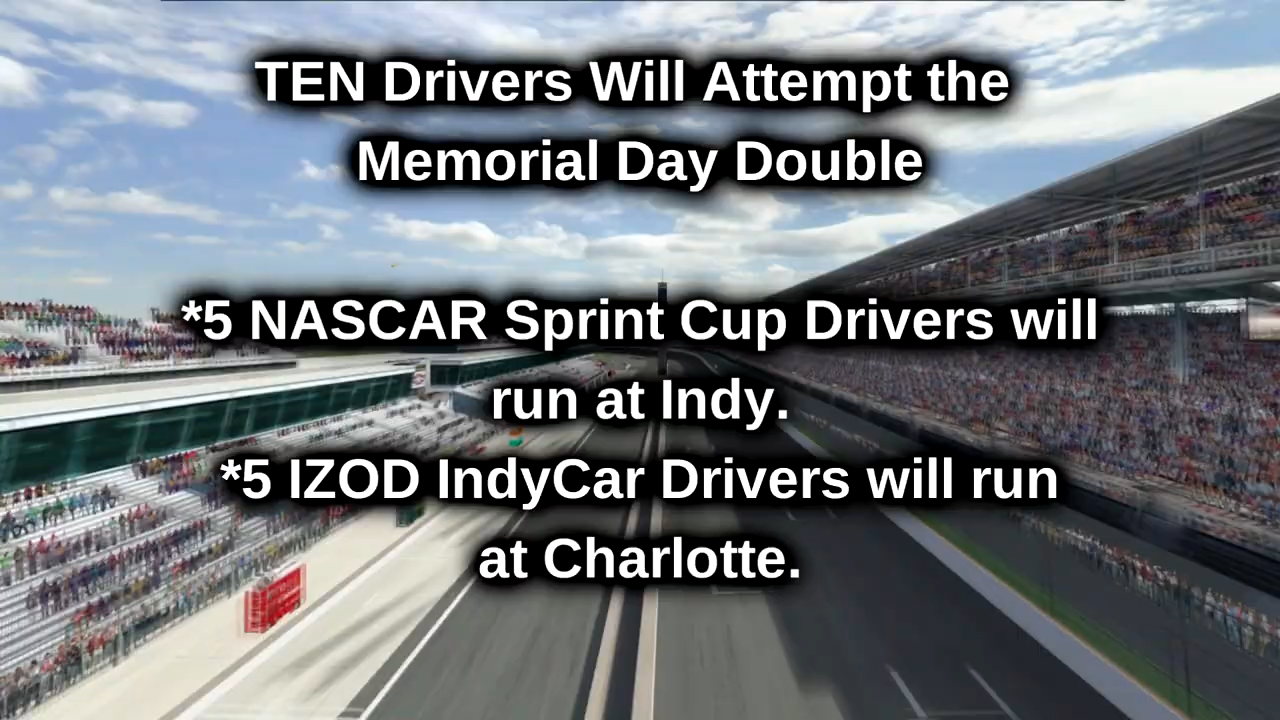 TEN Drivers Will Attempt the
Memorial Day Double
*5 NASCAR Sprint Cup Drivers will
run at Indy.
*5 IZOD IndyCar Drivers will run
at Charlotte.